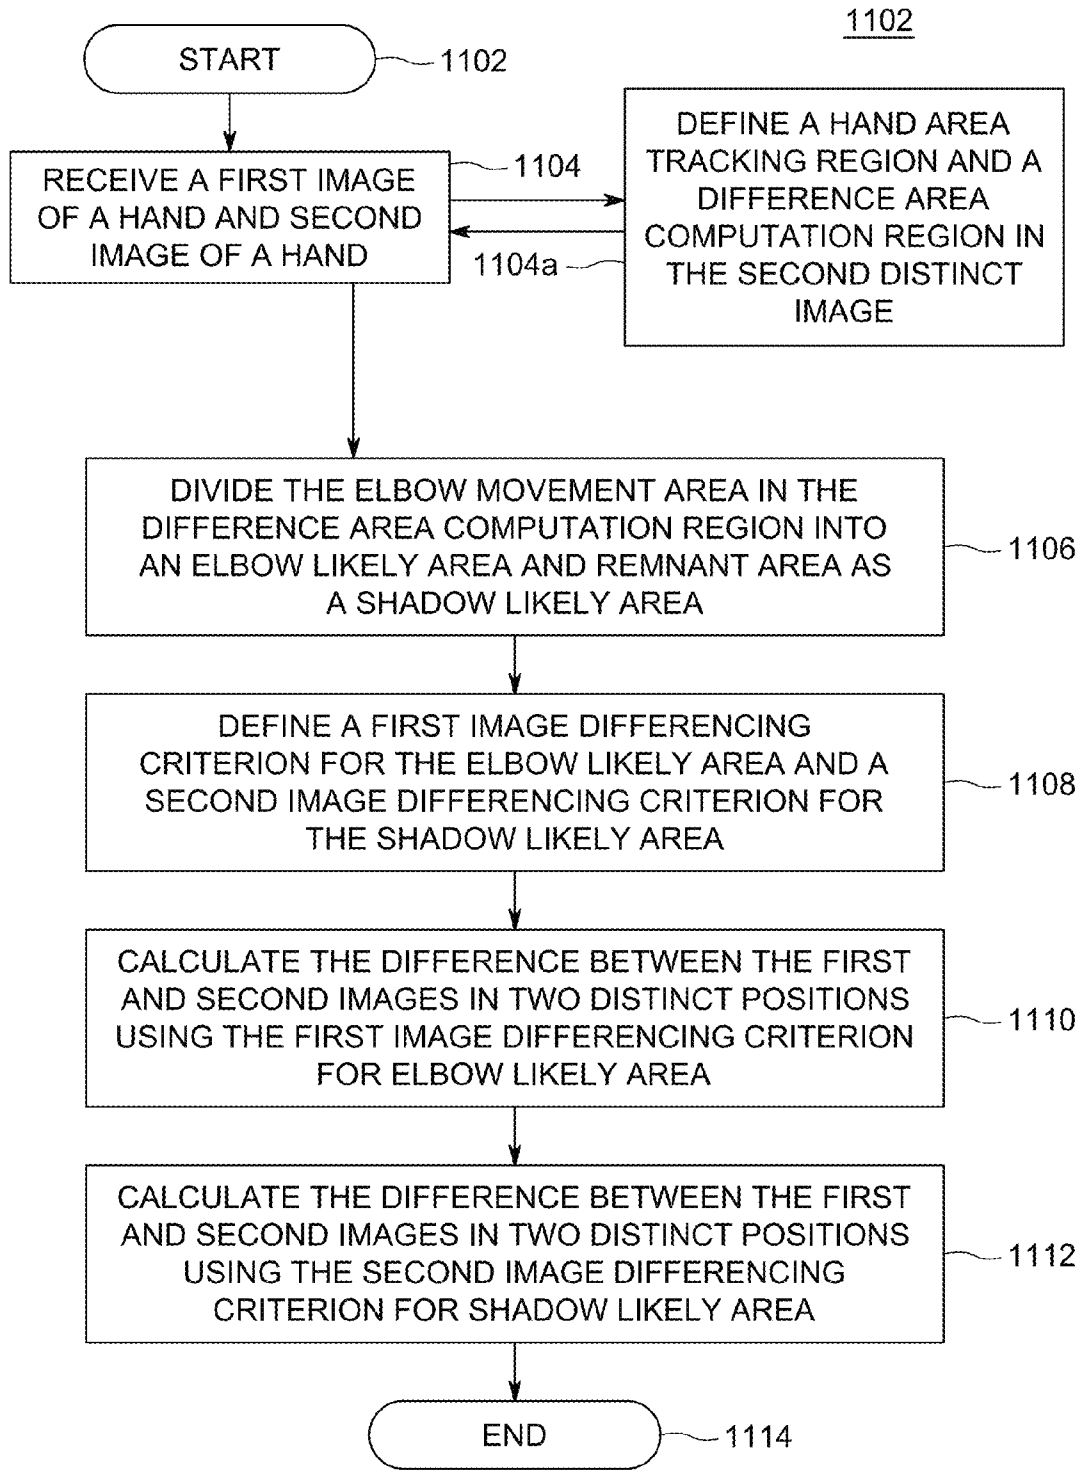 1102
START
1102
RECEIVE A FIRST IMAGE
OF A HAND AND SECOND
IMAGE OF A HAND
1104
DEFINE A HAND AREA
TRACKING REGION AND A
DIFFERENCE AREA
COMPUTATION REGION IN
THE SECOND DISTINCT
IMAGE
1104a
DIVIDE THE ELBOW MOVEMENT AREA IN THE
DIFFERENCE AREA COMPUTATION REGION INTO
AN ELBOW LIKELY AREA AND REMNANT AREA AS
A SHADOW LIKELY AREA
1106
DEFINE A FIRST IMAGE DIFFERENCING
CRITERION FOR THE ELBOW LIKELY AREA AND A
SECOND IMAGE DIFFERENCING CRITERION FOR
THE SHADOW LIKELY AREA
1108
CALCULATE THE DIFFERENCE BETWEEN THE FIRST
AND SECOND IMAGES IN TWO DISTINCT POSITIONS
USING THE FIRST IMAGE DIFFERENCING CRITERION
FOR ELBOW LIKELY AREA
1110
CALCULATE THE DIFFERENCE BETWEEN THE FIRST
AND SECOND IMAGES IN TWO DISTINCT POSITIONS
USING THE SECOND IMAGE DIFFERENCING
CRITERION FOR SHADOW LIKELY AREA
1112
END
1114